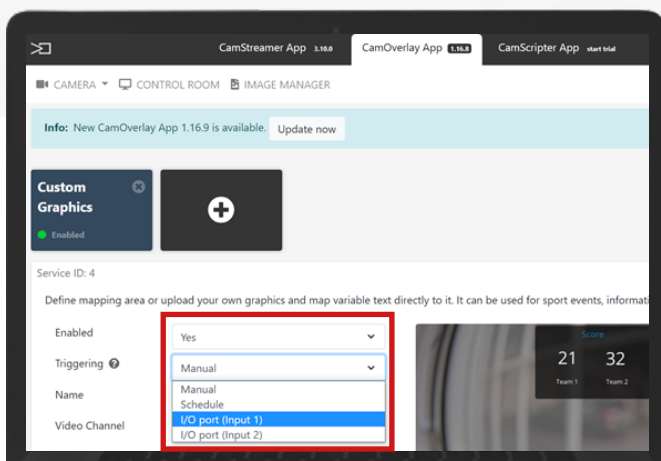 CamStreamer App 3.10.0 CamOverlay App 1.16.8 CamScripter App start trial
CAMERA CONTROL ROOM IMAGE MANAGER
Info: New CamOverlay App 1.16.9 is available. Update now
Custom
Graphics
Enabled
Service ID: 4
Define mapping area or upload your own graphics and map variable text directly to it. It can be used for sport events, informati
Enabled Yes
Triggering Manual
Manual
Schedule
I/O port (Input 1)
I/O port (Input 2)
Name
Video Channel
Score
21 32
Team 1 Team 2